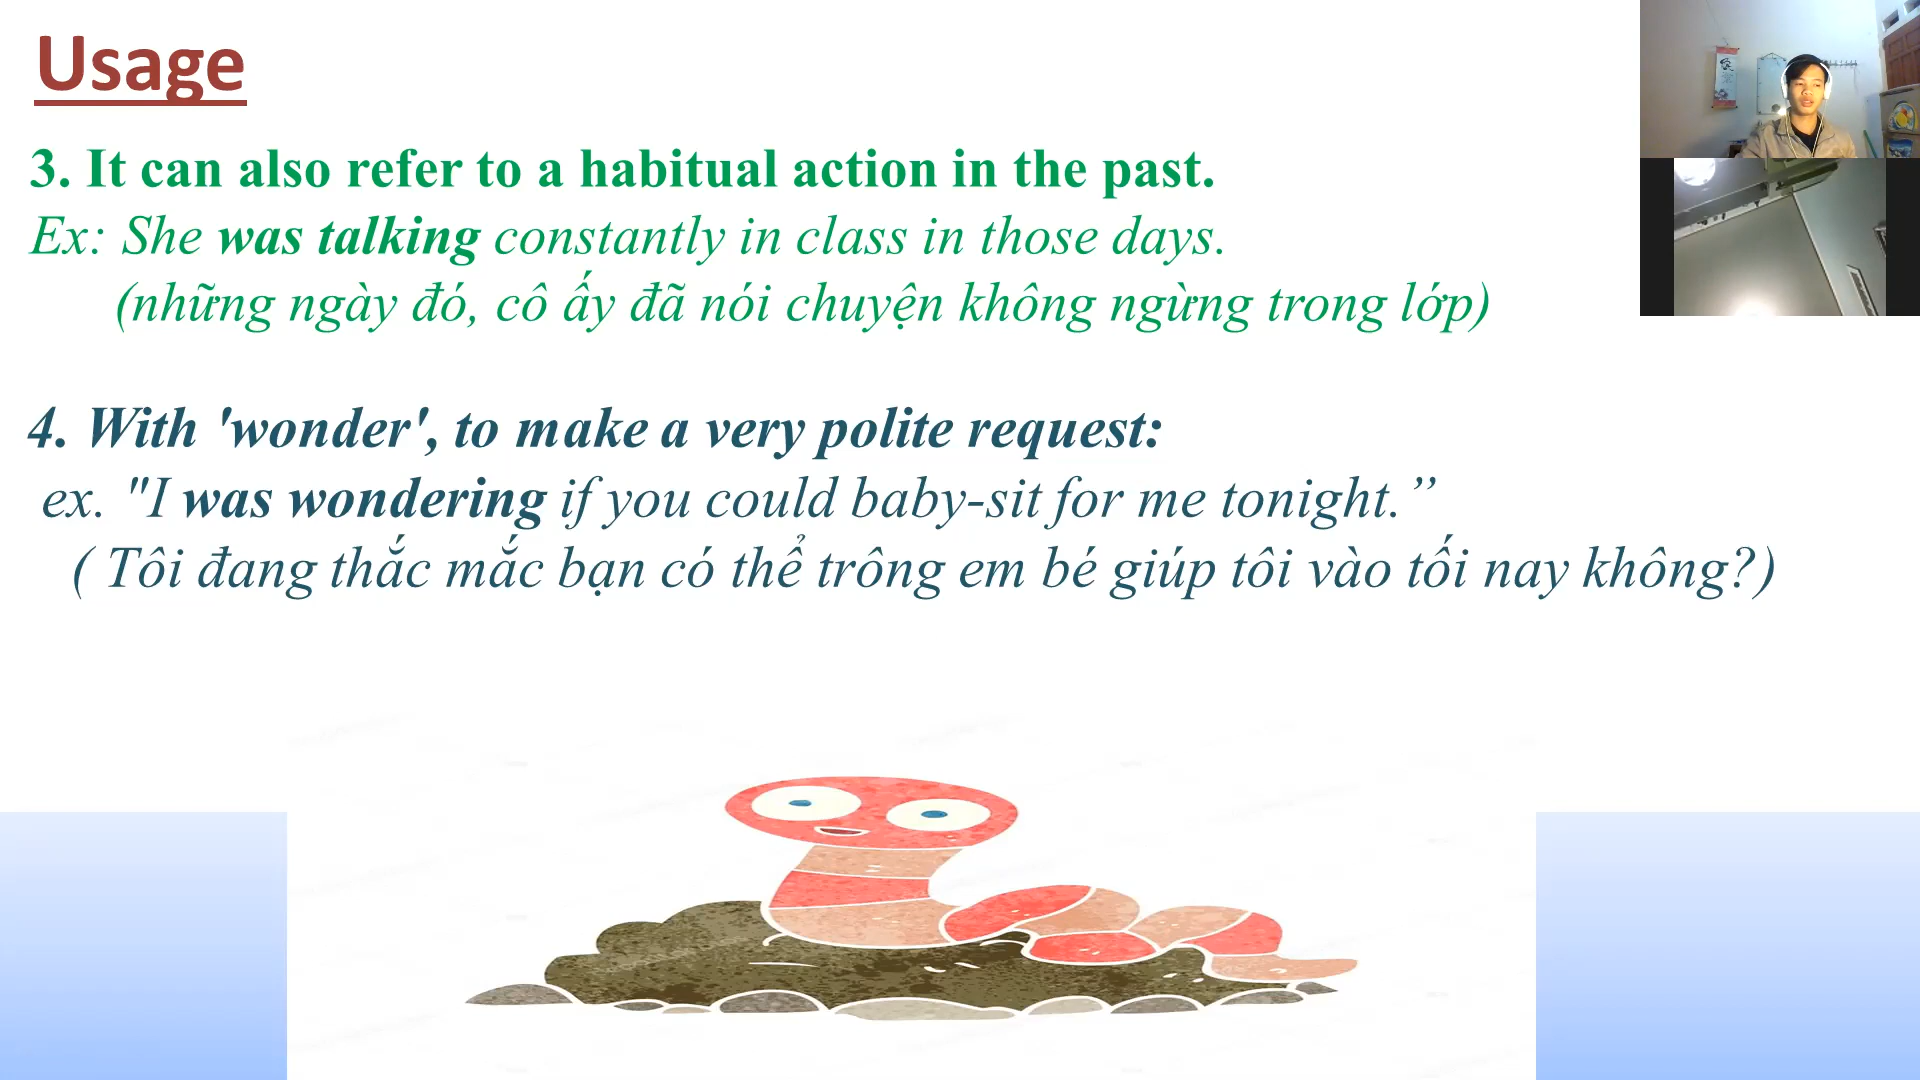 Usage
3. It can also refer to a habitual action in the past.
Ex: She was talking constantly in class in those days.
(những ngày đó, cô ấy đã nói chuyện không ngừng trong lớp)
4. With 'wonder', to make a very polite request:
ex. "I was wondering if you could baby-sit for me tonight.”
( Tôi đang thắc mắc bạn có thể trông em bé giúp tôi vào tối nay không?)